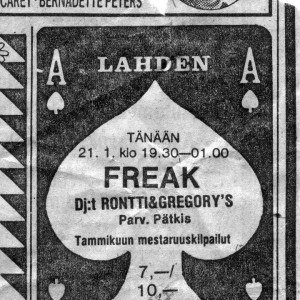 CARET · BERNADETTE PETERS
A LAHDEN A
TÄNÄÄN
21. 1. klo 19.30—01.00
FREAK
Dj:t RONTTI&GREGORY'S
Parv. Pätkis
Tammikuun mestaruuskilpailut
7,—/
10,—